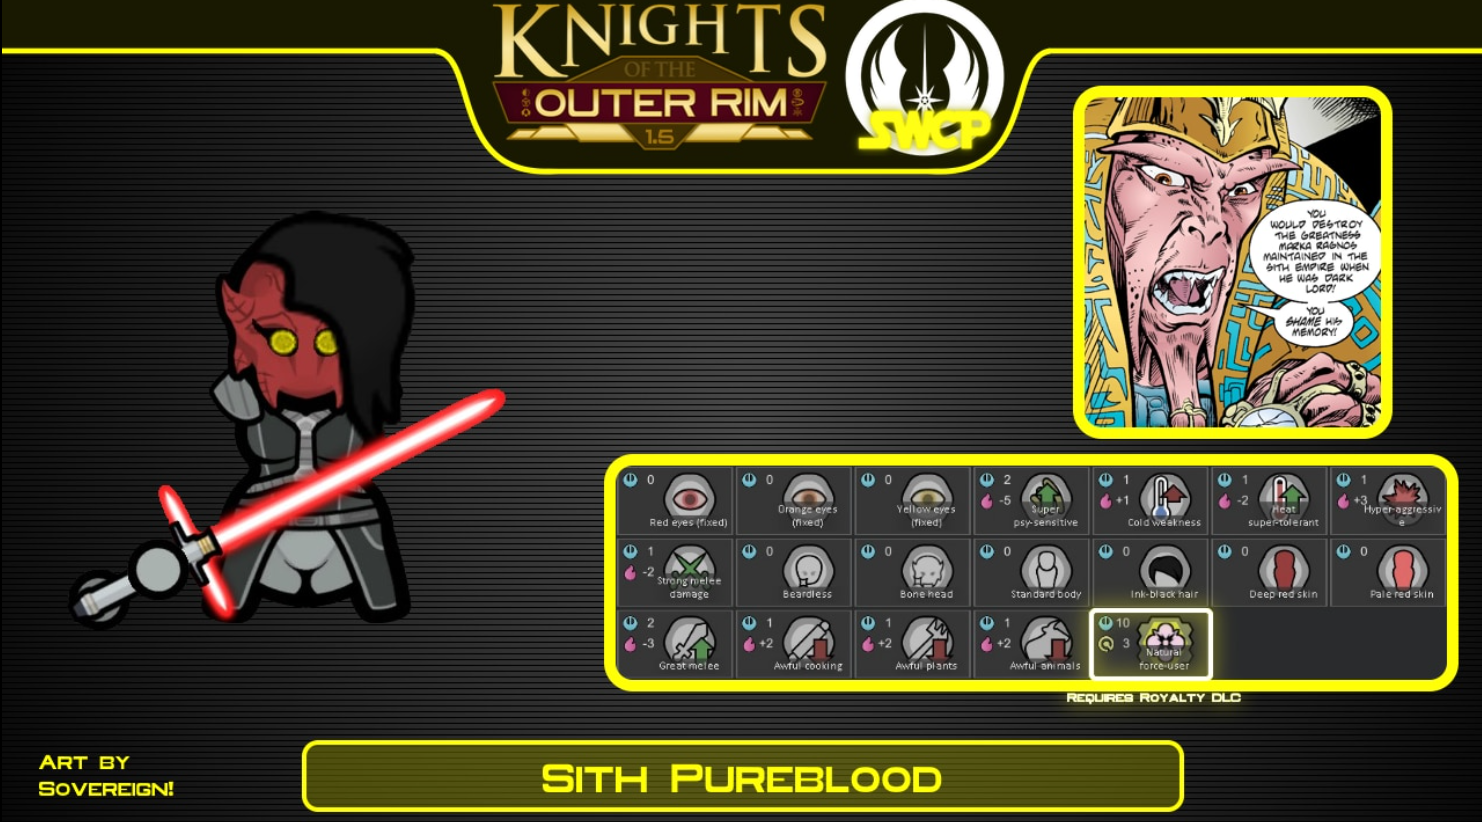 KNIGHTS
OF THE
OUTER RIM
1.5
SWCP
YOU
WOULD DESTROY
THE GREATNESS
MARKA RAGNOS
MAINTAINED IN THE
SITH EMPIRE WHEN
HE WAS DARK
LORD!
YOU
SHAME HIS
MEMORY!
0 Red eyes (fixed)
0 Orange eyes (fixed)
0 Yellow eyes (fixed)
2 -5 Super psy-sensitive
1 +1 Cold weakness
1 -2 Heat super-tolerant
1 +3 Hyper-aggressive
1 -2 Strong melee damage
0 Beardless
0 Bone head
0 Standard body
0 Ink-black hair
0 Deep red skin
0 Pale red skin
2 -3 Great melee
1 +2 Awful cooking
1 +2 Awful plants
1 +2 Awful animals
10 3 Natural force-user
REQUIRES ROYALTY DLC
ART BY
SOVEREIGN!
SITH PUREBLOOD